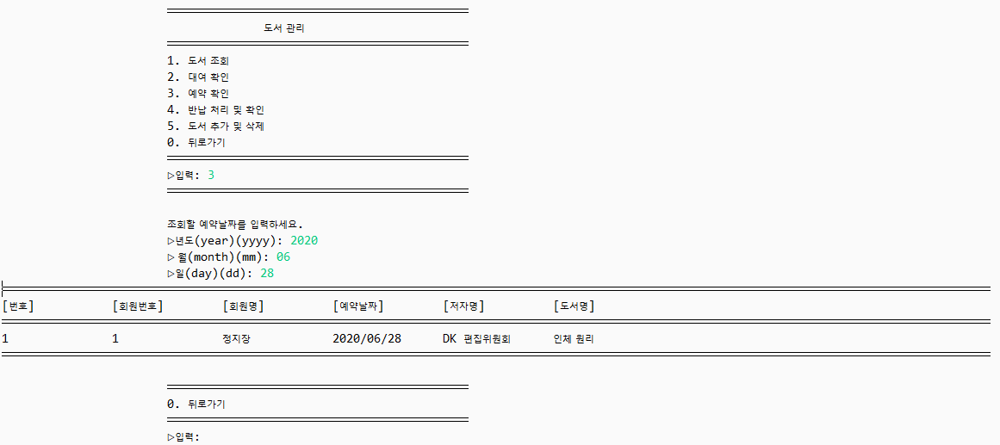 도서 관리
1. 도서 조회
2. 대여 확인
3. 예약 확인
4. 반납 처리 및 확인
5. 도서 추가 및 삭제
0. 뒤로가기
▷입력: 3
조회할 예약날짜를 입력하세요.
▷년도(year)(yyyy): 2020
▷월(month)(mm): 06
▷일(day)(dd): 28
[번호] [회원번호] [회원명] [예약날짜] [저자명] [도서명]
1 1 정지장 2020/06/28 DK 편집위원회 인체 원리
0. 뒤로가기
▷입력: